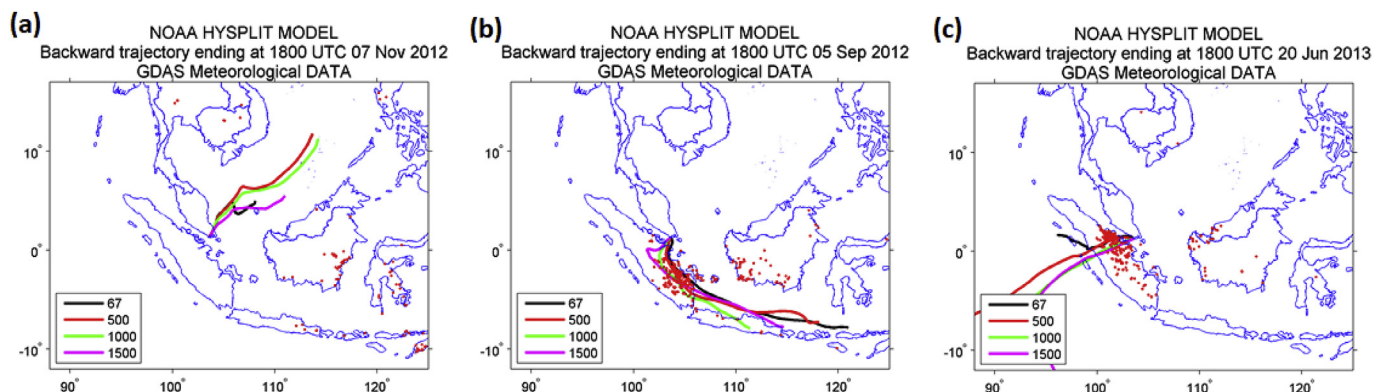 (a)
NOAA HYSPLIT MODEL
Backward trajectory ending at 1800 UTC 07 Nov 2012
GDAS Meteorological DATA
10°
0°
-10°
67
500
1000
1500
90°
100°
110°
120°
(b)
NOAA HYSPLIT MODEL
Backward trajectory ending at 1800 UTC 05 Sep 2012
GDAS Meteorological DATA
10°
0°
-10°
67
500
1000
1500
90°
100°
110°
120°
(c)
NOAA HYSPLIT MODEL
Backward trajectory ending at 1800 UTC 20 Jun 2013
GDAS Meteorological DATA
10°
0°
-10°
67
500
1000
1500
90°
100°
110°
120°